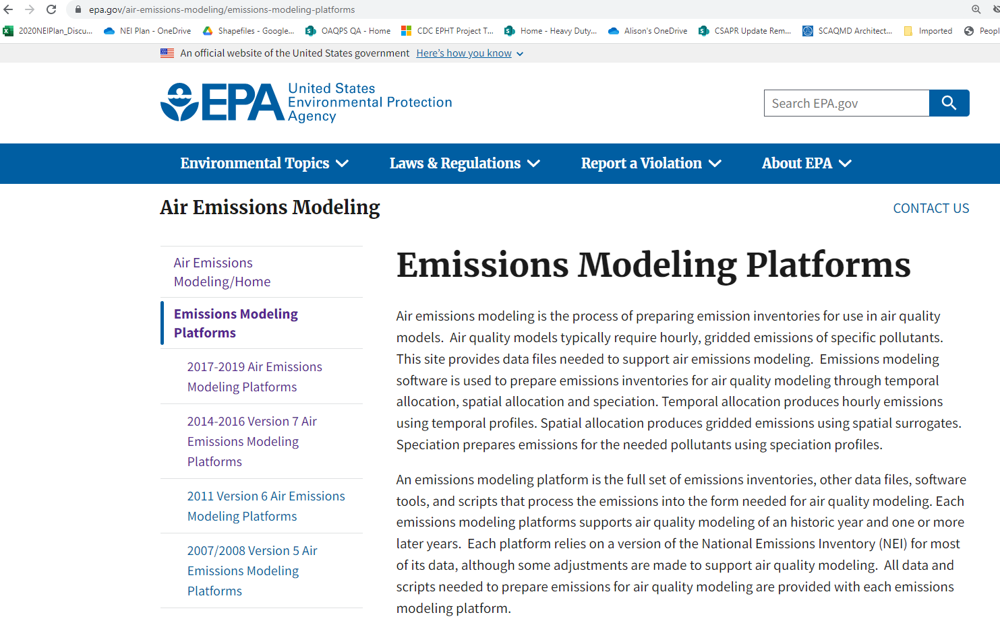 epa.gov/air-emissions-modeling/emissions-modeling-platforms
2020NEIPlan_Discu... NEI Plan - OneDrive Shapefiles - Google... OAQPS QA - Home CDC EPHT Project T... Home - Heavy Duty... Alison's OneDrive CSAPR Update Rem... SCAQMD Architect... Imported Peopl
An official website of the United States government Here's how you know
EPA
United States
Environmental Protection
Agency
Search EPA.gov
Environmental Topics Laws & Regulations Report a Violation About EPA
Air Emissions Modeling
CONTACT US
Air Emissions
Modeling/Home
Emissions Modeling
Platforms
2017-2019 Air Emissions
Modeling Platforms
2014-2016 Version 7 Air
Emissions Modeling
Platforms
2011 Version 6 Air Emissions
Modeling Platforms
2007/2008 Version 5 Air
Emissions Modeling
Platforms
Emissions Modeling Platforms
Air emissions modeling is the process of preparing emission inventories for use in air quality
models. Air quality models typically require hourly, gridded emissions of specific pollutants.
This site provides data files needed to support air emissions modeling. Emissions modeling
software is used to prepare emissions inventories for air quality modeling through temporal
allocation, spatial allocation and speciation. Temporal allocation produces hourly emissions
using temporal profiles. Spatial allocation produces gridded emissions using spatial surrogates.
Speciation prepares emissions for the needed pollutants using speciation profiles.
An emissions modeling platform is the full set of emissions inventories, other data files, software
tools, and scripts that process the emissions into the form needed for air quality modeling. Each
emissions modeling platforms supports air quality modeling of an historic year and one or more
later years. Each platform relies on a version of the National Emissions Inventory (NEI) for most
of its data, although some adjustments are made to support air quality modeling. All data and
scripts needed to prepare emissions for air quality modeling are provided with each emissions
modeling platform.